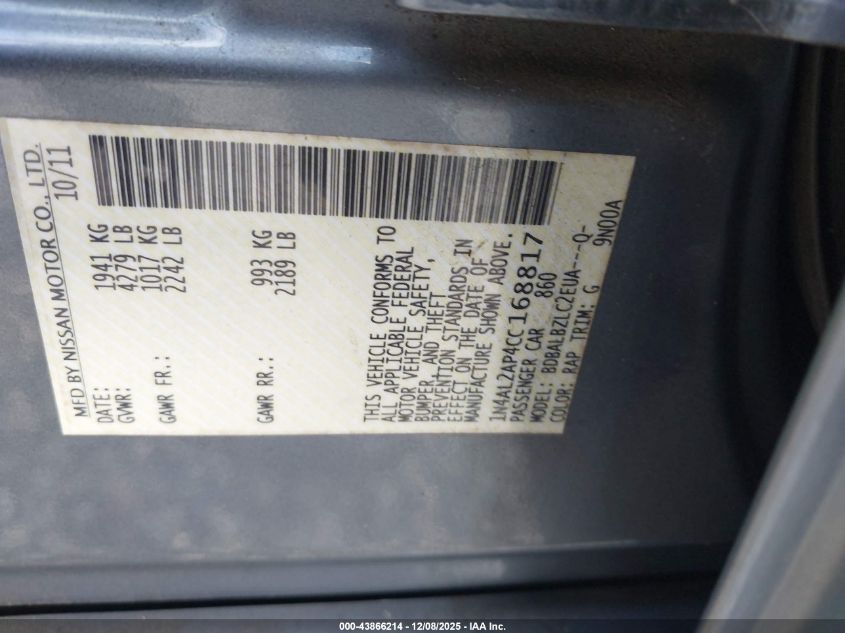 MFD BY NISSAN MOTOR CO., LTD.
DATE: 10/11
GVWR: 1941 KG
4279 LB
GAWR FR.: 1017 KG
2242 LB
GAWR RR.: 993 KG
2189 LB
THIS VEHICLE CONFORMS TO
ALL APPLICABLE FEDERAL
MOTOR VEHICLE SAFETY,
BUMPER, AND THEFT
PREVENTION STANDARDS IN
EFFECT ON THE DATE OF
MANUFACTURE SHOWN ABOVE.
1N4AL2AP4CC168817
PASSENGER CAR 860
MODEL: BDBALBZLC2EUA---Q-
COLOR: RAP TRIM: G 9N00A
000-43866214 - 12/08/2025 - IAA Inc.